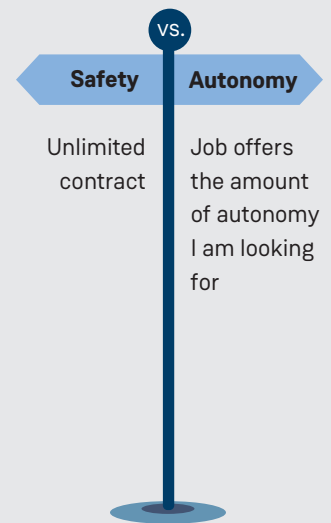 vs.
Safety
Autonomy
Unlimited
contract
Job offers
the amount
of autonomy
I am looking
for